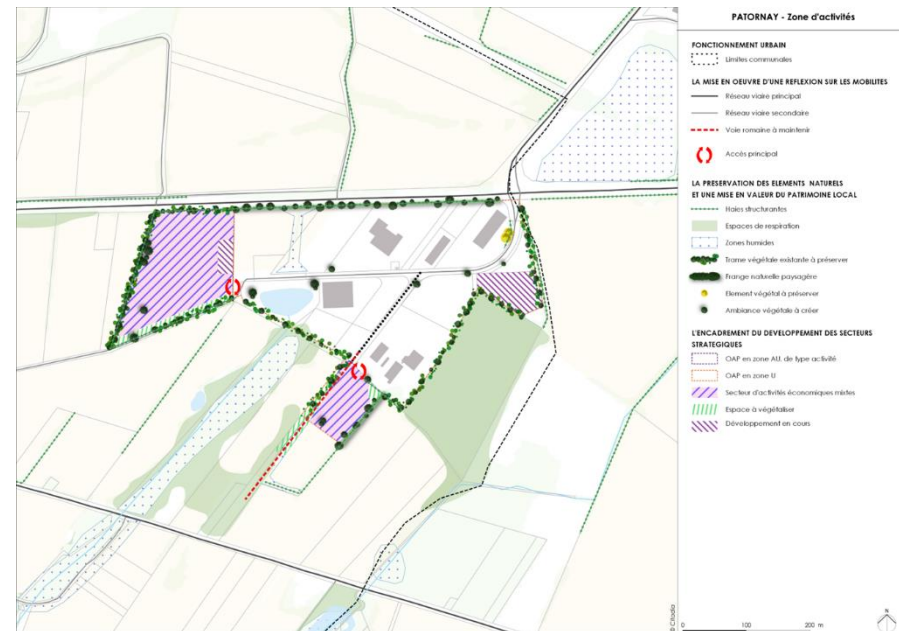 PATORNAY - Zone d'activités
FONCTIONNEMENT URBAIN
Limites communales
LA MISE EN OEUVRE D'UNE REFLEXION SUR LES MOBILITES
Réseau viaire principal
Réseau viaire secondaire
Voie romaine à maintenir
Accès principal
LA PRESERVATION DES ELEMENTS NATURELS
ET UNE MISE EN VALEUR DU PATRIMOINE LOCAL
Haies structurantes
Espaces de respiration
Zones humides
Trame végétale existante à préserver
Frange naturelle paysagère
Element végétal à préserver
Ambiance végétale à créer
L'ENCADREMENT DU DEVELOPPEMENT DES SECTEURS
STRATEGIQUES
OAP en zone AU, de type activité
OAP en zone U
Secteur d'activités économiques mixtes
Espace à végétaliser
Développement en cours
© Citadia
N
0 100 200 m